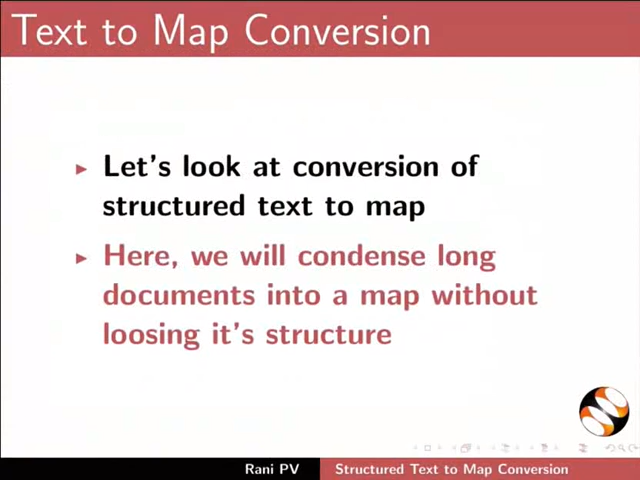 Text to Map Conversion
Let's look at conversion of
structured text to map
Here, we will condense long
documents into a map without
loosing it's structure
Rani PV
Structured Text to Map Conversion